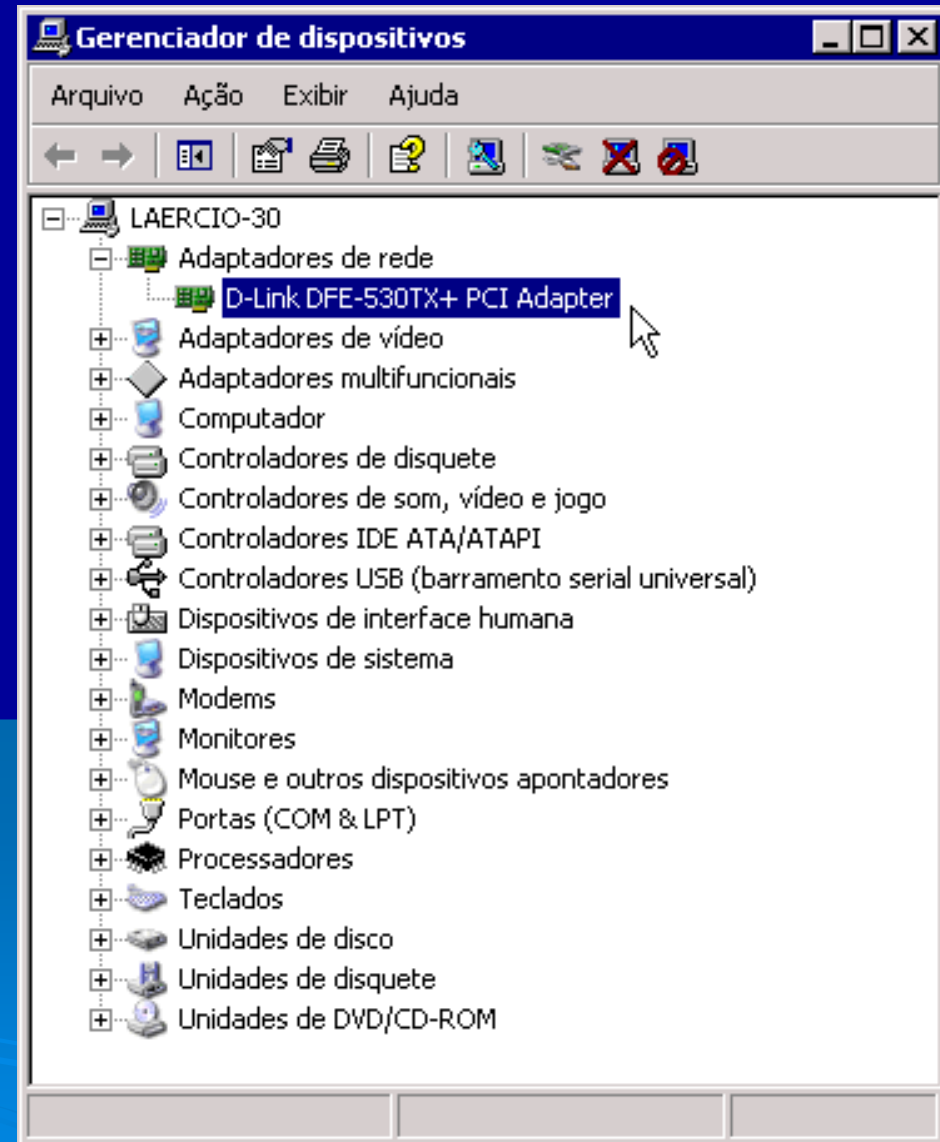 Gerenciador de dispositivos
Arquivo Ação Exibir Ajuda
LAERCIO-30
Adaptadores de rede
D-Link DFE-530TX+ PCI Adapter
Adaptadores de vídeo
Adaptadores multifuncionais
Computador
Controladores de disquete
Controladores de som, vídeo e jogo
Controladores IDE ATA/ATAPI
Controladores USB (barramento serial universal)
Dispositivos de interface humana
Dispositivos de sistema
Modems
Monitores
Mouse e outros dispositivos apontadores
Portas (COM & LPT)
Processadores
Teclados
Unidades de disco
Unidades de disquete
Unidades de DVD/CD-ROM